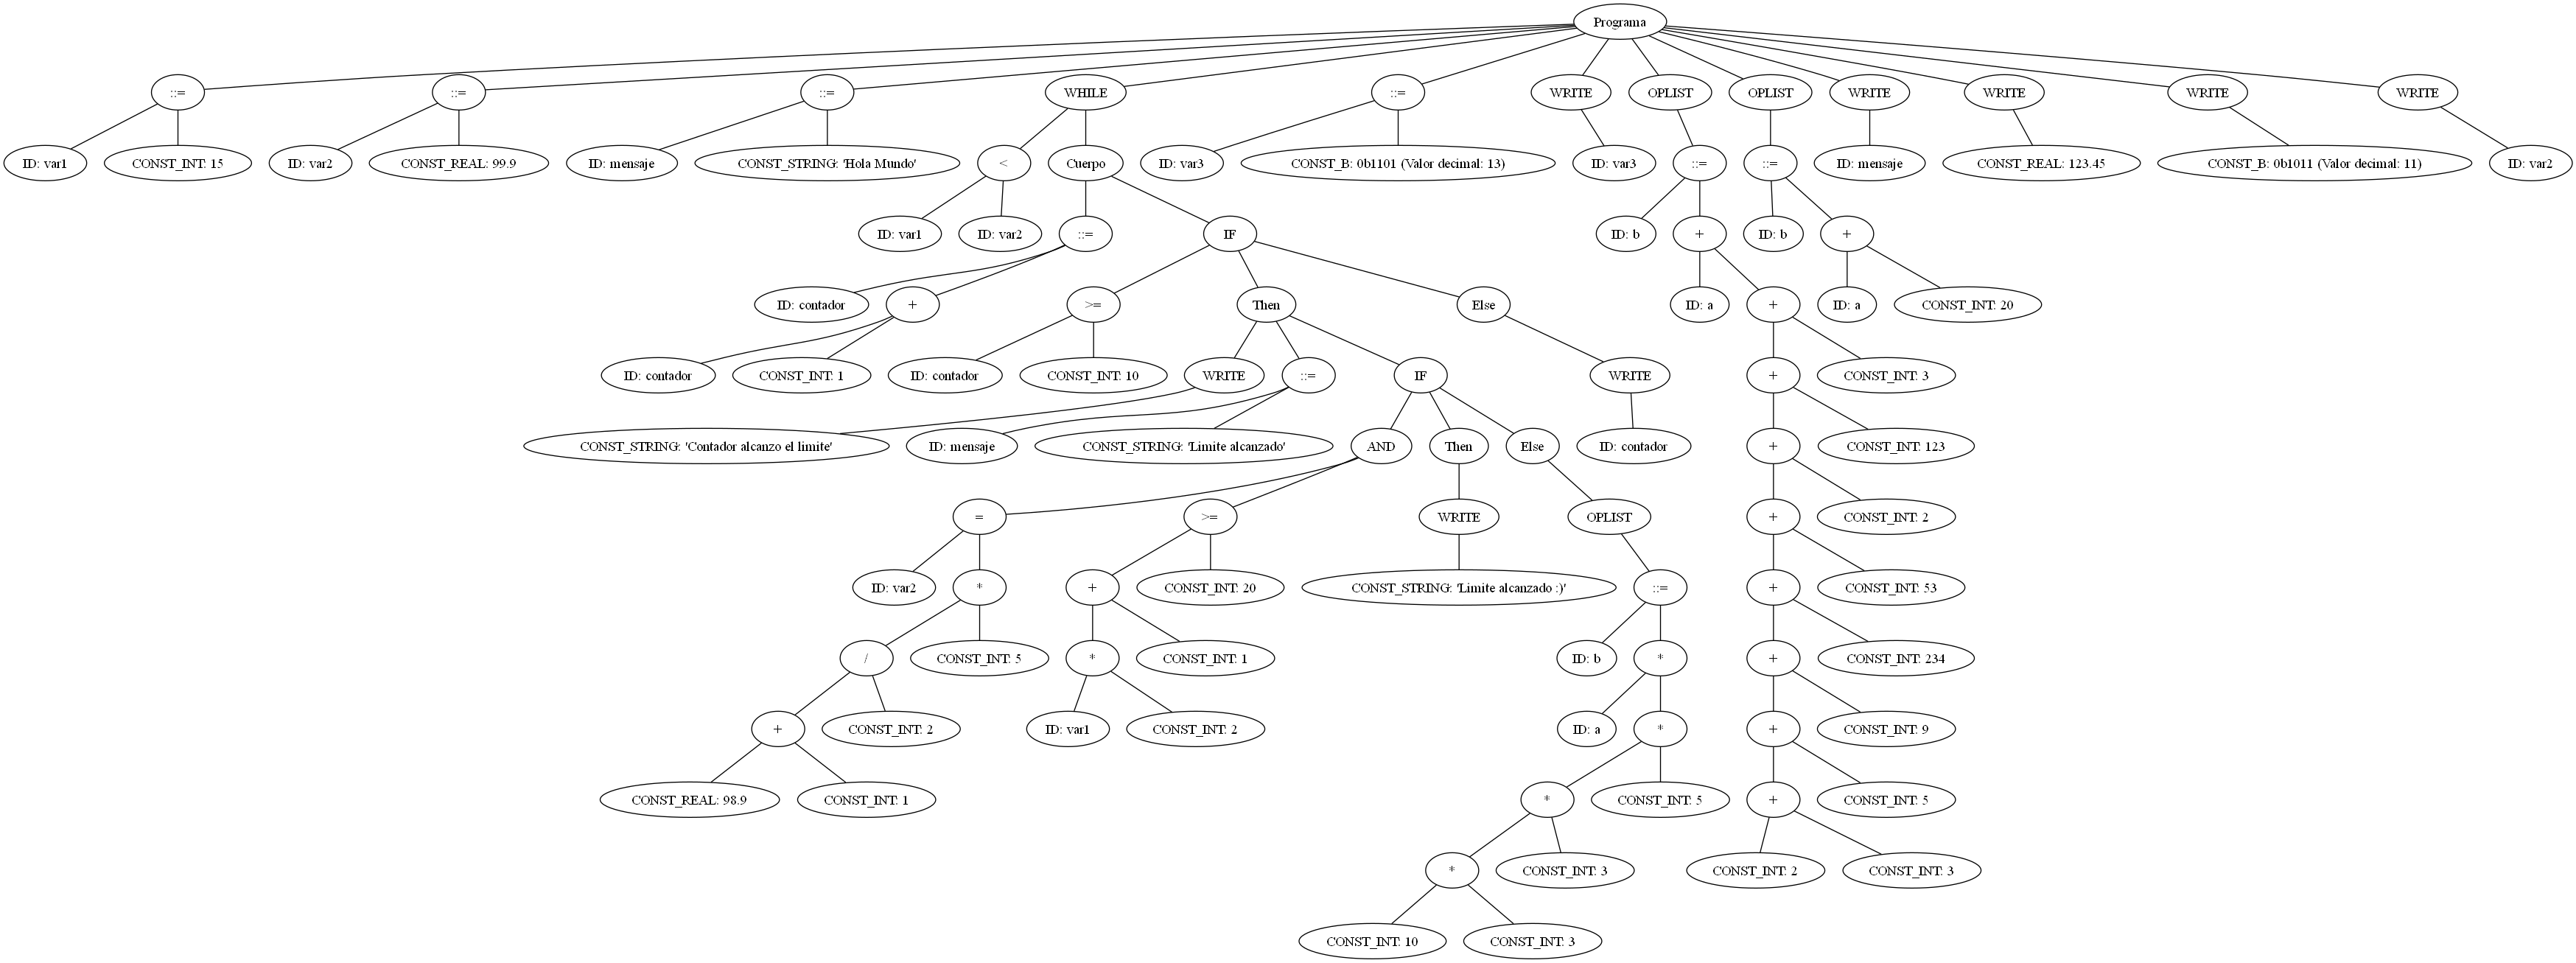 Programa
::= ::= ::= WHILE ::= WRITE OPLIST OPLIST WRITE WRITE WRITE WRITE
ID: var1 CONST_INT: 15 ID: var2 CONST_REAL: 99.9 ID: mensaje CONST_STRING: 'Hola Mundo' < Cuerpo ID: var3 CONST_B: 0b1101 (Valor decimal: 13) ID: var3 ::= ::= ID: mensaje CONST_REAL: 123.45 CONST_B: 0b1011 (Valor decimal: 11) ID: var2
ID: var1 ID: var2 ::= IF ID: b + ID: b +
ID: contador + >= Then Else ID: a + ID: a CONST_INT: 20
ID: contador CONST_INT: 1 ID: contador CONST_INT: 10 WRITE ::= IF WRITE + CONST_INT: 3
CONST_STRING: 'Contador alcanzo el limite' ID: mensaje CONST_STRING: 'Limite alcanzado' AND Then Else ID: contador + CONST_INT: 123
= >= WRITE OPLIST + CONST_INT: 2
ID: var2 * + CONST_INT: 20 CONST_STRING: 'Limite alcanzado :)' ::= + CONST_INT: 53
/ CONST_INT: 5 * CONST_INT: 1 ID: b * + CONST_INT: 234
+ CONST_INT: 2 ID: var1 CONST_INT: 2 ID: a * + CONST_INT: 9
CONST_REAL: 98.9 CONST_INT: 1 * CONST_INT: 5 + CONST_INT: 5
* CONST_INT: 3 CONST_INT: 2 CONST_INT: 3
CONST_INT: 10 CONST_INT: 3